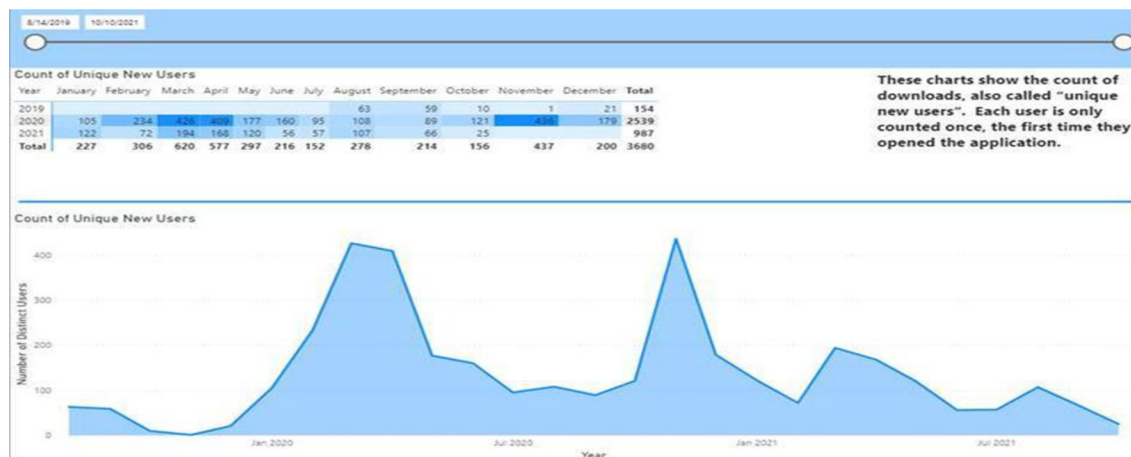 8/14/2019 10/10/2021
Count of Unique New Users
Year January February March April May June July August September October November December Total
2019 63 59 10 1 21 154
2020 105 234 426 409 177 160 95 108 89 121 436 179 2539
2021 122 72 194 168 120 56 57 107 66 25 987
Total 227 306 620 577 297 216 152 278 214 156 437 200 3680
These charts show the count of
downloads, also called “unique
new users”. Each user is only
counted once, the first time they
opened the application.
Count of Unique New Users
Number of Distinct Users
400
300
200
100
0
Jan 2020 Jul 2020 Jan 2021 Jul 2021
Year